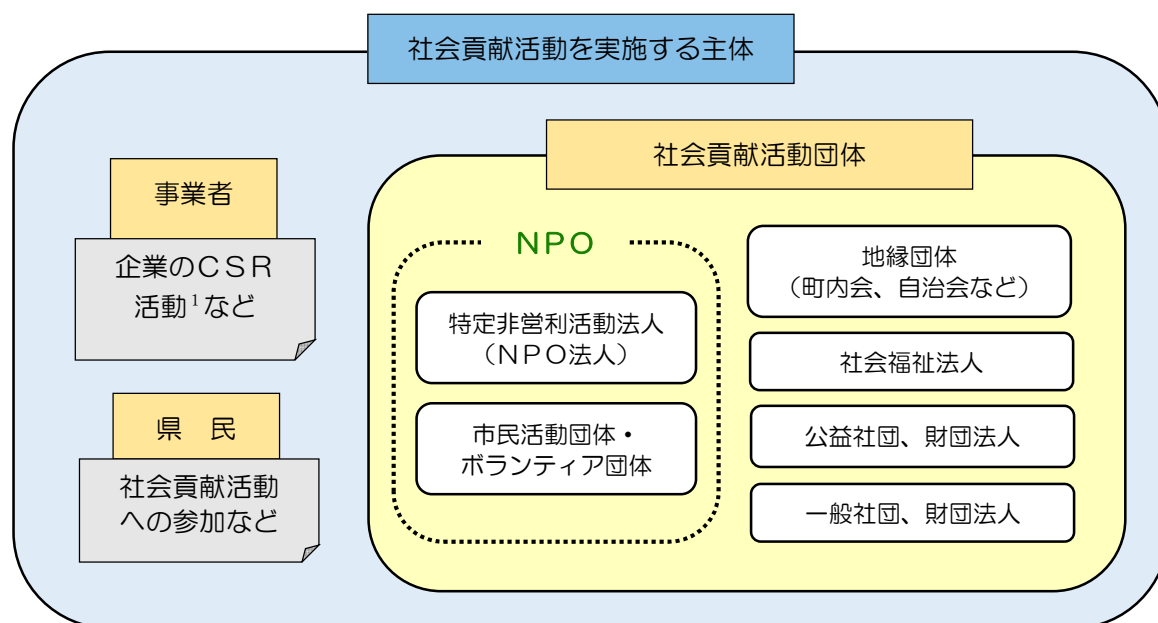 社会貢献活動を実施する主体
事業者
企業のCSR
活動¹など
県　民
社会貢献活動
への参加など
社会貢献活動団体
NPO
特定非営利活動法人
（NPO法人）
市民活動団体・
ボランティア団体
地縁団体
（町内会、自治会など）
社会福祉法人
公益社団、財団法人
一般社団、財団法人